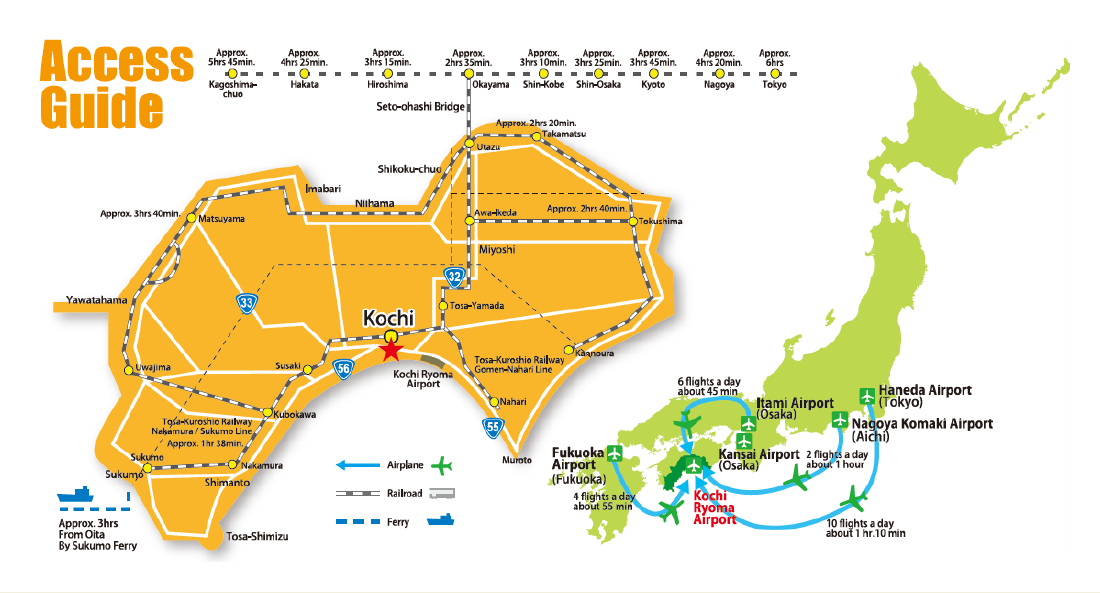 Access
Guide
Approx.
5hrs 45min.
Kagoshima-
chuo
Approx.
4hrs 25min.
Hakata
Approx.
3hrs 15min.
Hiroshima
Approx.
2hrs 35min.
Okayama
Approx.
3hrs 10min.
Shin-Kobe
Approx.
3hrs 25min.
Shin-Osaka
Approx.
3hrs 45min.
Kyoto
Approx.
4hrs 20min.
Nagoya
Approx.
6hrs
Tokyo
Seto-ohashi Bridge
Approx. 2hrs 20min.
Takamatsu
Utazu
Shikoku-chuo
Imabari
Niihama
Approx. 3hrs 40min.
Matsuyama
Awa-Ikeda
Approx. 2hrs 40min.
Tokushima
Miyoshi
32
Yawatahama
33
Tosa-Yamada
Kochi
Uwajima
Susaki
56
Kochi Ryoma
Airport
Tosa-Kuroshio Railway
Gomen-Nahari Line
Kannoura
Nahari
55
Muroto
Kubokawa
Tosa-Kuroshio Railway
Nakamura / Sukumo Line
Approx. 1hr 38min.
Sukumo
Sukumo
Nakamura
Shimanto
Tosa-Shimizu
Approx. 3hrs
From Oita
By Sukumo Ferry
Airplane
Railroad
Ferry
6 flights a day
about 45 min
Itami Airport
(Osaka)
Haneda Airport
(Tokyo)
Nagoya Komaki Airport
(Aichi)
Kansai Airport
(Osaka)
2 flights a day
about 1 hour
Fukuoka
Airport
(Fukuoka)
4 flights a day
about 55 min
Kochi
Ryoma
Airport
10 flights a day
about 1 hr.10 min